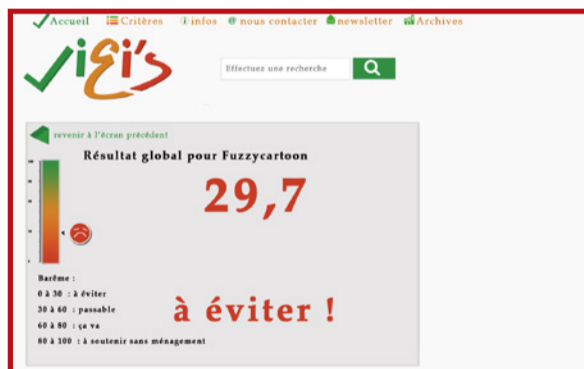 Accueil Critères infos @ nous contacter newsletter Archives
Effectuez une recherche
revenir à l'écran précédent
Résultat global pour Fuzzycartoon
29,7
Barême :
0 à 30 : à éviter
30 à 60 : passable
60 à 80 : ça va
80 à 100 : à soutenir sans ménagement
à éviter !